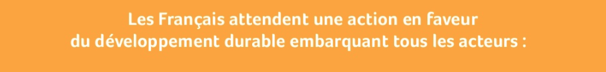 Les Français attendent une action en faveur
du développement durable embarquant tous les acteurs :